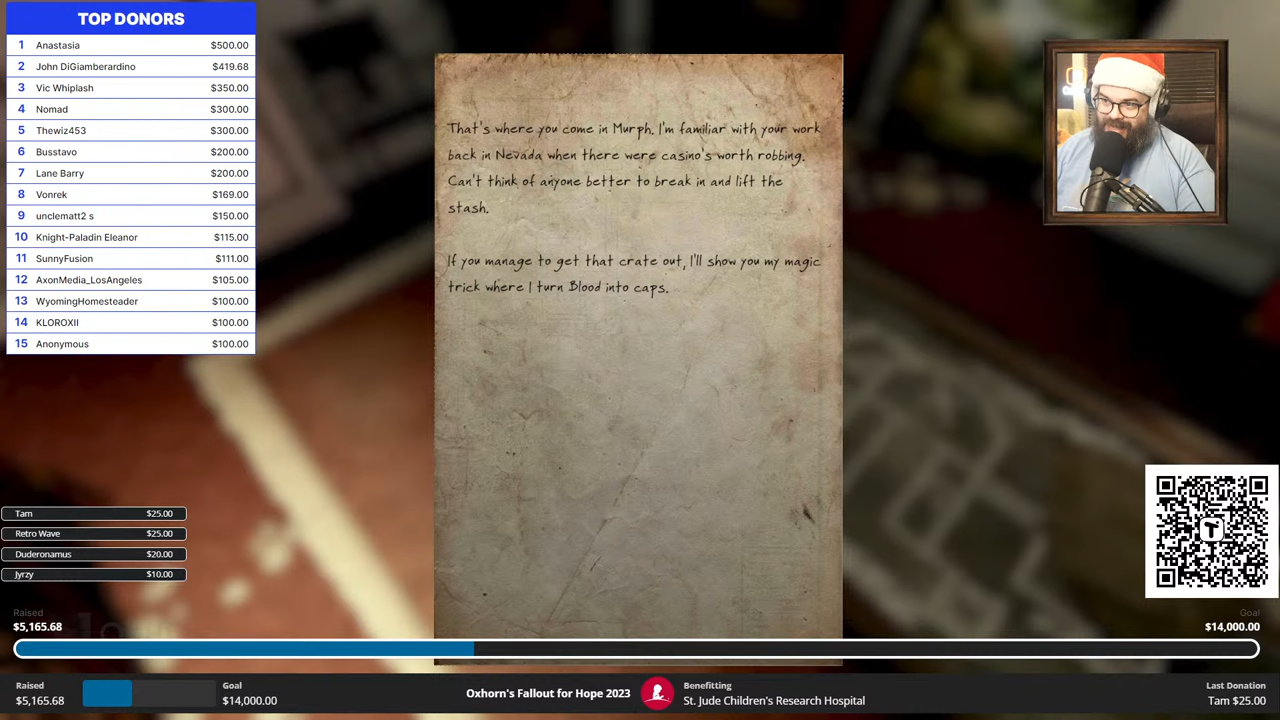 TOP DONORS
1 Anastasia $500.00
2 John DiGiamberardino $419.68
3 Vic Whiplash $350.00
4 Nomad $300.00
5 Thewiz453 $300.00
6 Busstavo $200.00
7 Lane Barry $200.00
8 Vonrek $169.00
9 unclematt2 s $150.00
10 Knight-Paladin Eleanor $115.00
11 SunnyFusion $111.00
12 AxonMedia_LosAngeles $105.00
13 WyomingHomesteader $100.00
14 KLOROXII $100.00
15 Anonymous $100.00
That's where you come in Murph. I'm familiar with your work
back in Nevada when there were casino's worth robbing.
Can't think of anyone better to break in and lift the
stash.
If you manage to get that crate out, I'll show you my magic
trick where I turn Blood into caps.
Tam $25.00
Retro Wave $25.00
Duderonamus $20.00
Jyrzy $10.00
Raised
$5,165.68
Goal
$14,000.00
Raised
$5,165.68
Goal
$14,000.00
Oxhorn's Fallout for Hope 2023
Benefitting
St. Jude Children's Research Hospital
Last Donation
Tam $25.00